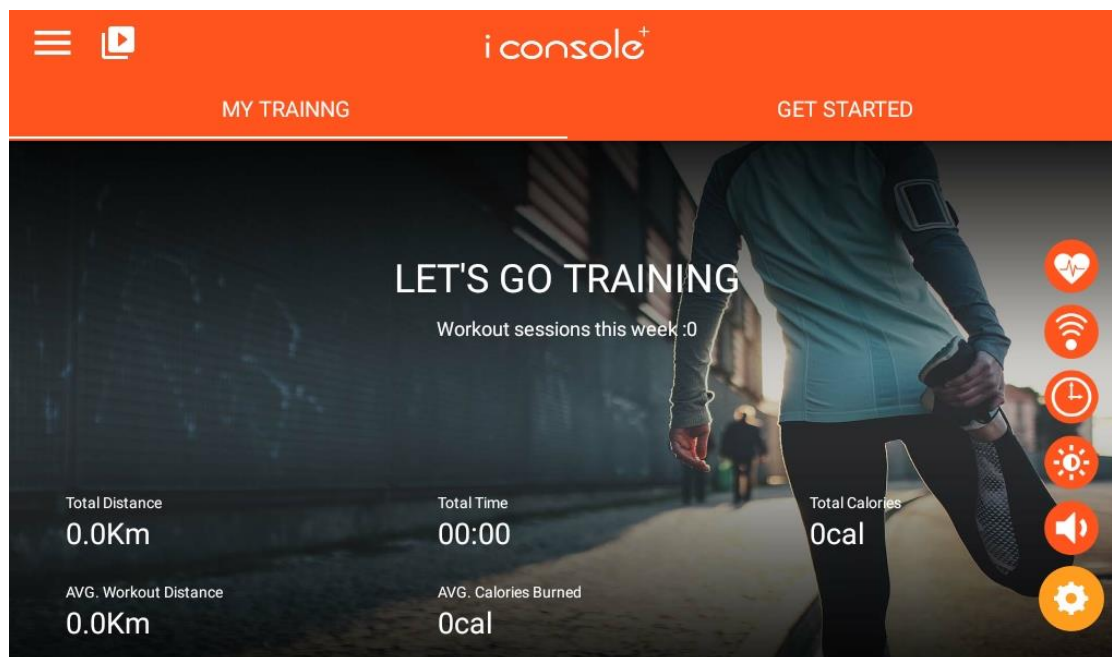 i console+
MY TRAINNG
GET STARTED
LET'S GO TRAINING
Workout sessions this week :0
Total Distance
0.0Km
Total Time
00:00
Total Calories
0cal
AVG. Workout Distance
0.0Km
AVG. Calories Burned
0cal